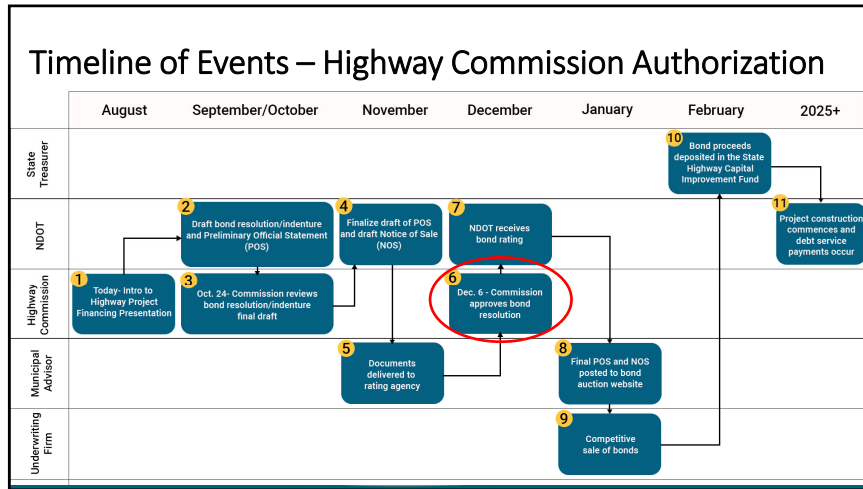 Timeline of Events – Highway Commission Authorization
August
September/October
November
December
January
February
2025+
State
Treasurer
10
Bond proceeds
deposited in the State
Highway Capital
Improvement Fund
NDOT
2
Draft bond resolution/indenture
and Preliminary Official Statement
(POS)
4
Finalize draft of POS
and draft Notice of Sale
(NOS)
7
NDOT receives
bond rating
11
Project construction
commences and
debt service
payments occur
Highway
Commission
1
Today- Intro to
Highway Project
Financing Presentation
3
Oct. 24- Commission reviews
bond resolution/indenture
final draft
6
Dec. 6 - Commission
approves bond
resolution
Municipal
Advisor
5
Documents
delivered to
rating agency
8
Final POS and NOS
posted to bond
auction website
Underwriting
Firm
9
Competitive
sale of bonds